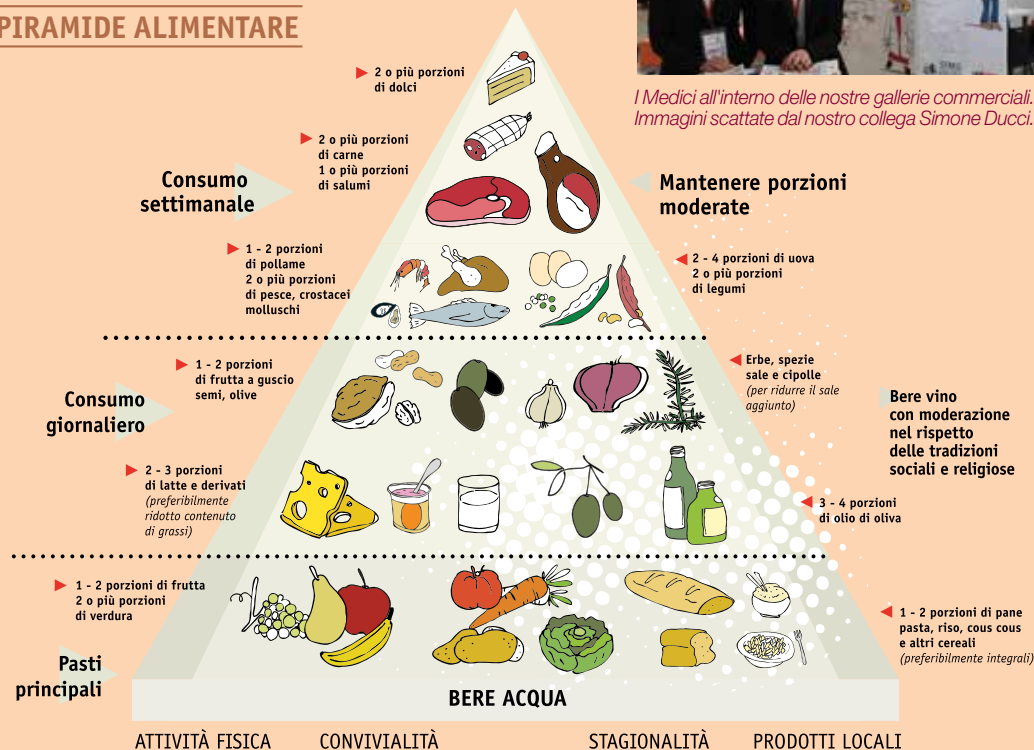 PIRAMIDE ALIMENTARE
I Medici all'interno delle nostre gallerie commerciali.
Immagini scattate dal nostro collega Simone Ducci.
2 o più porzioni
di dolci
2 o più porzioni
di carne
1 o più porzioni
di salumi
Consumo
settimanale
Mantenere porzioni
moderate
1 - 2 porzioni
di pollame
2 o più porzioni
di pesce, crostacei
molluschi
2 - 4 porzioni di uova
2 o più porzioni
di legumi
1 - 2 porzioni
di frutta a guscio
semi, olive
Erbe, spezie
sale e cipolle
(per ridurre il sale
aggiunto)
Consumo
giornaliero
Bere vino
con moderazione
nel rispetto
delle tradizioni
sociali e religiose
2 - 3 porzioni
di latte e derivati
(preferibilmente
ridotto contenuto
di grassi)
3 - 4 porzioni
di olio di oliva
1 - 2 porzioni di frutta
2 o più porzioni
di verdura
1 - 2 porzioni di pane
pasta, riso, cous cous
e altri cereali
(preferibilmente integrali)
Pasti
principali
BERE ACQUA
ATTIVITÀ FISICA CONVIVIALITÀ STAGIONALITÀ PRODOTTI LOCALI